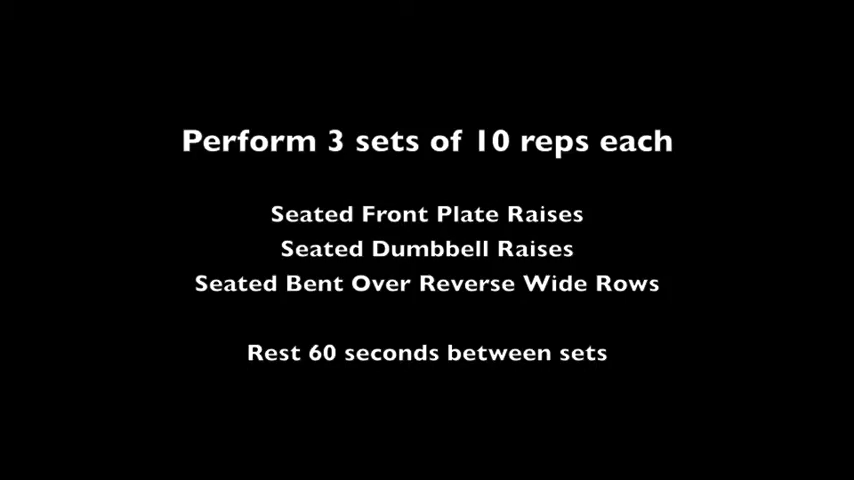 Perform 3 sets of 10 reps each
Seated Front Plate Raises
Seated Dumbbell Raises
Seated Bent Over Reverse Wide Rows
Rest 60 seconds between sets